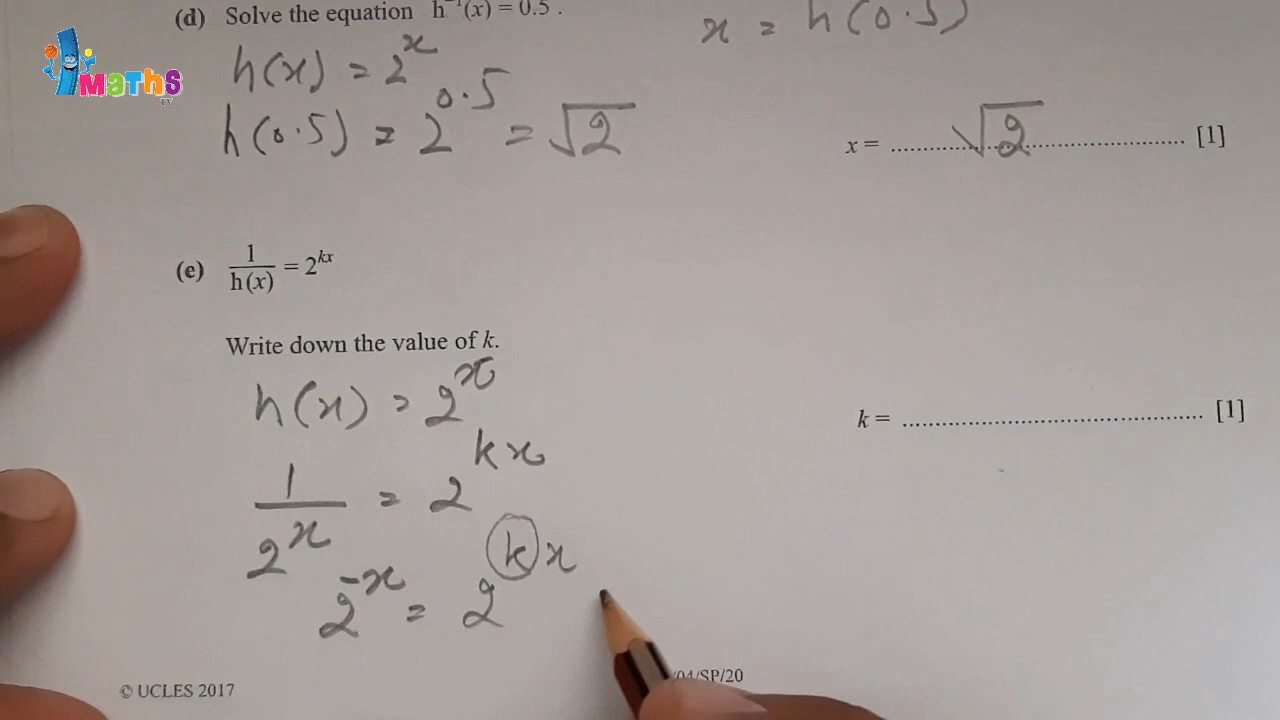 (d) Solve the equation h⁻¹(x) = 0.5 .
x = h(0.5)
1 Maths TV
h(x) = 2^x
h(0.5) = 2^0.5 = √2
x = √2 [1]
(e) 1/h(x) = 2^kx
Write down the value of k.
h(x) = 2^x
k = .............................................. [1]
1/2^x = 2^kx
2^-x = 2^kx
© UCLES 2017
/04/SP/20